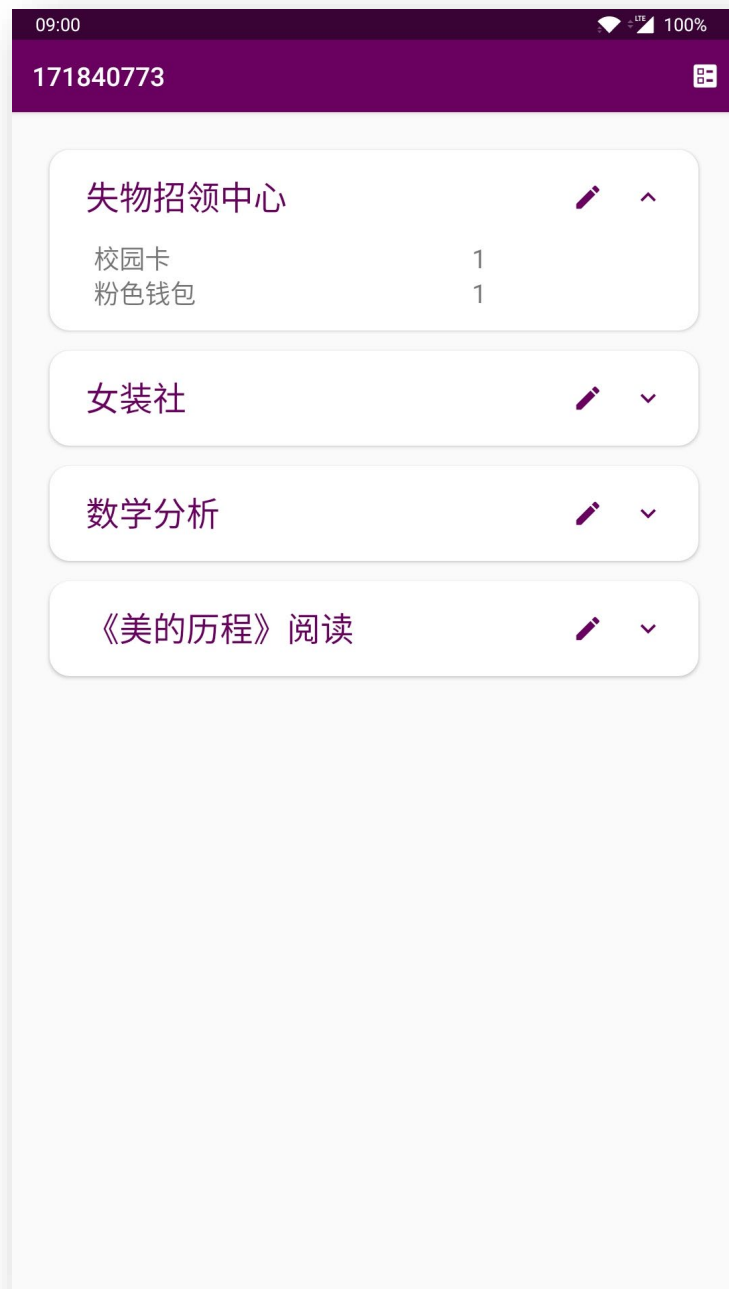 09:00 LTE 100%
171840773
失物招领中心
校园卡 1
粉色钱包 1
女装社
数学分析
《美的历程》阅读